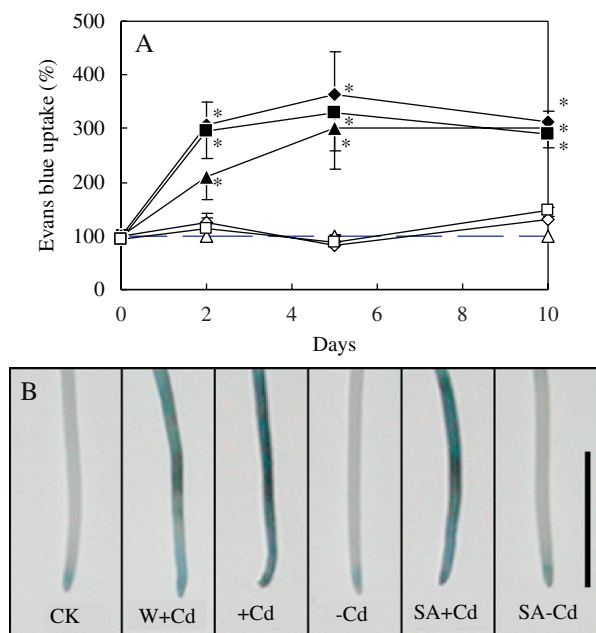 A
Evans blue uptake (%)
500
400
300
200
100
0
* * *
* * *
* * *
0 2 4 6 8 10
Days
B
CK W+Cd +Cd -Cd SA+Cd SA-Cd